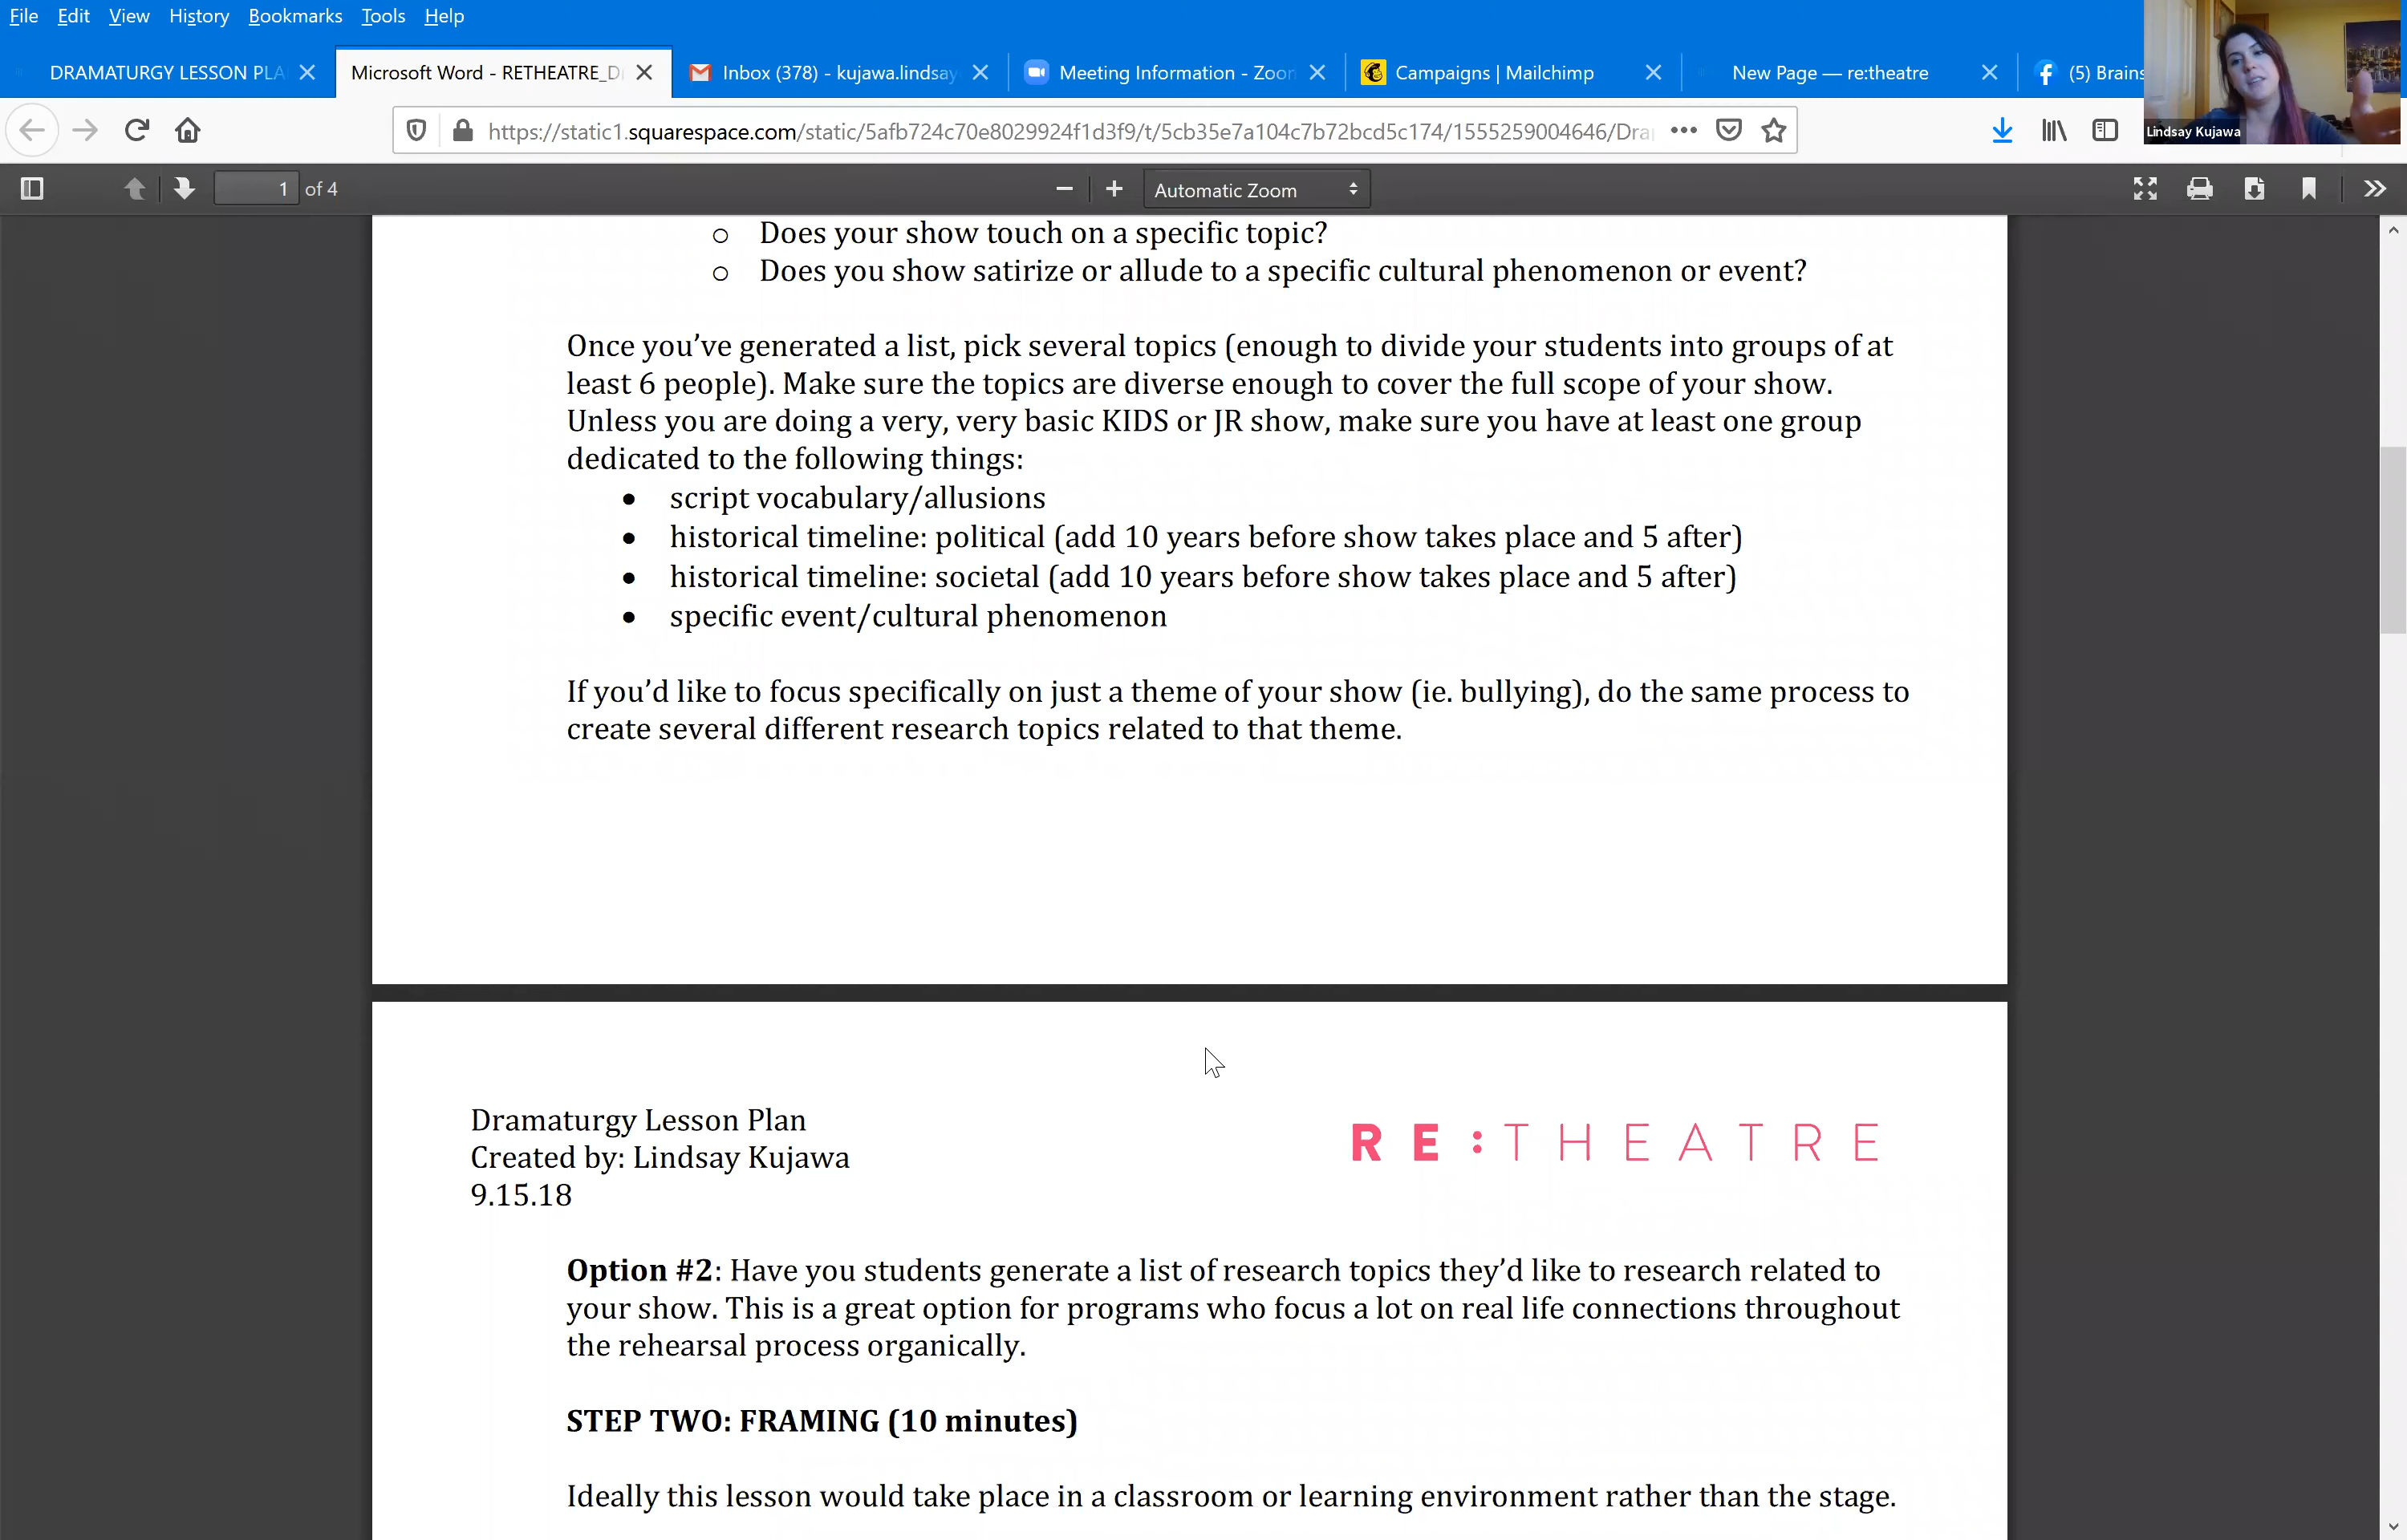 File Edit View History Bookmarks Tools Help
DRAMATURGY LESSON PLA
Microsoft Word - RETHEATRE_D
Inbox (378) - kujawa.lindsay
Meeting Information - Zoo
Campaigns | Mailchimp
New Page — re:theatre
(5) Brains
Lindsay Kujawa
https://static1.squarespace.com/static/5afb724c70e8029924f1d3f9/t/5cb35e7a104c7b72bcd5c174/1555259004646/Dra
1 of 4
Automatic Zoom
Does your show touch on a specific topic?
Does you show satirize or allude to a specific cultural phenomenon or event?
Once you've generated a list, pick several topics (enough to divide your students into groups of at
least 6 people). Make sure the topics are diverse enough to cover the full scope of your show.
Unless you are doing a very, very basic KIDS or JR show, make sure you have at least one group
dedicated to the following things:
script vocabulary/allusions
historical timeline: political (add 10 years before show takes place and 5 after)
historical timeline: societal (add 10 years before show takes place and 5 after)
specific event/cultural phenomenon
If you'd like to focus specifically on just a theme of your show (ie. bullying), do the same process to
create several different research topics related to that theme.
Dramaturgy Lesson Plan
Created by: Lindsay Kujawa
9.15.18
RE:THEATRE
Option #2: Have you students generate a list of research topics they'd like to research related to
your show. This is a great option for programs who focus a lot on real life connections throughout
the rehearsal process organically.
STEP TWO: FRAMING (10 minutes)
Ideally this lesson would take place in a classroom or learning environment rather than the stage.